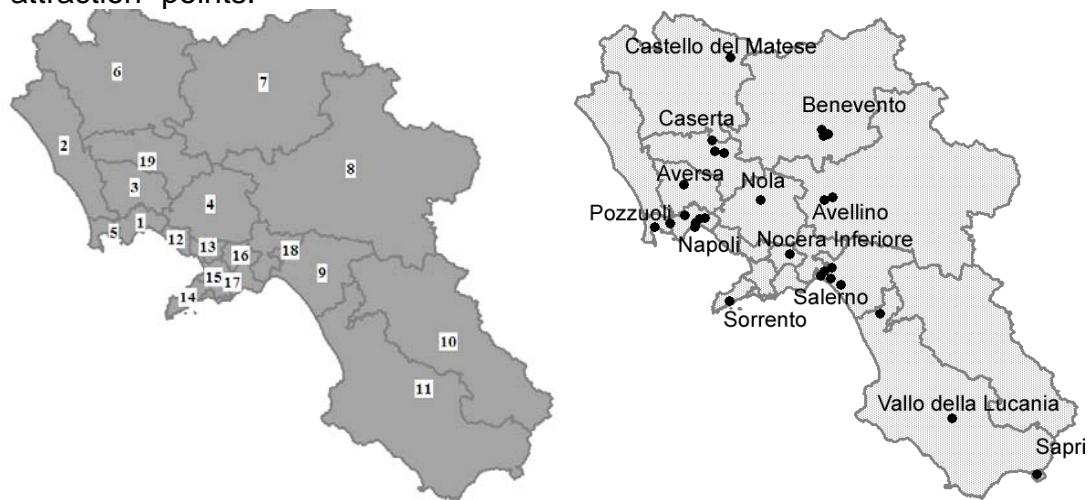 attraction points.
6
7
2
19
3
8
4
1
5
12
13
16
18
9
15
17
14
10
11
Castello del Matese
Benevento
Caserta
Aversa
Nola
Pozzuoli
Avellino
Napoli
Nocera Inferiore
Salerno
Sorrento
Vallo della Lucania
Sapri